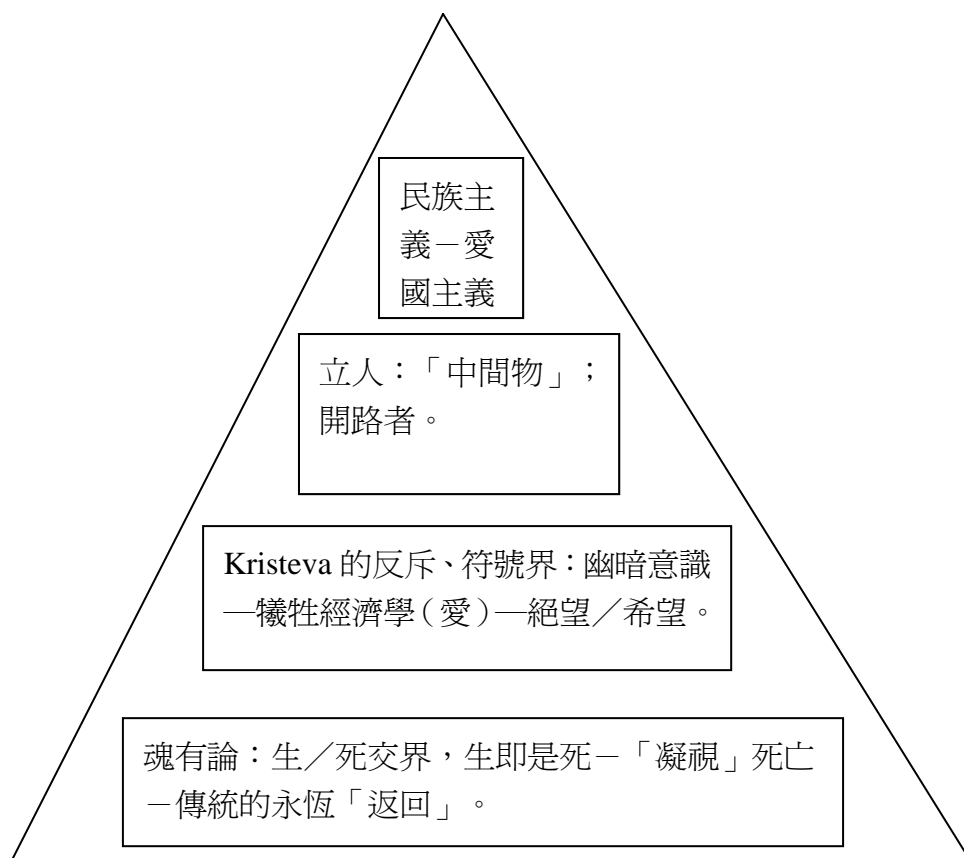 民族主
義－愛
國主義
立人：「中間物」；
開路者。
Kristeva 的反斥、符號界：幽暗意識
—犧牲經濟學（愛）—絕望／希望。
魂有論：生／死交界，生即是死－「凝視」死亡
－傳統的永恆「返回」。